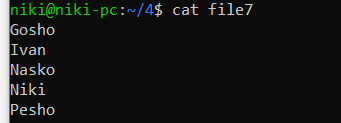 niki@niki-pc:~/4$ cat file7
Gosho
Ivan
Nasko
Niki
Pesho